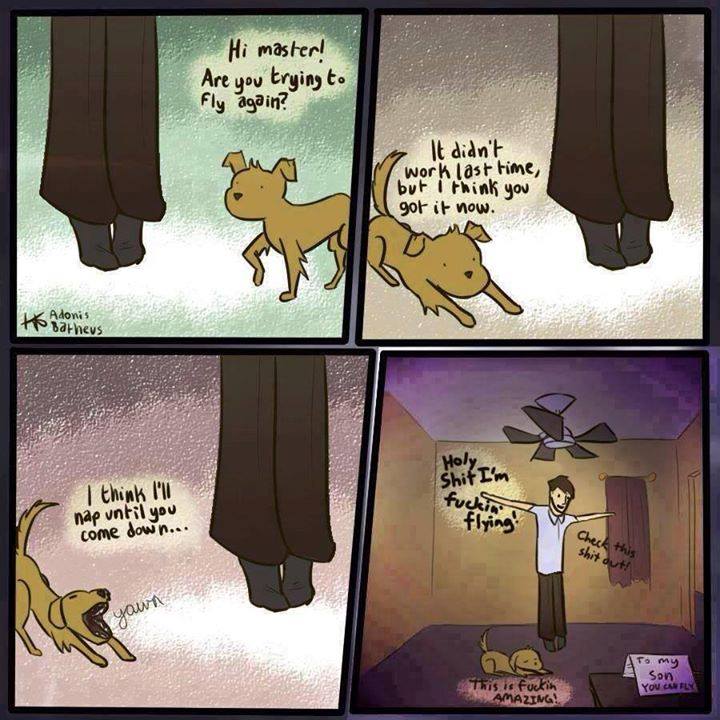 Hi master!
Are you trying to
Fly again?
Adonis
Batheus
It didn't
work last time,
but I think you
got it now.
I think I'll
nap until you
come down...
yawn
Holy
Shit I'm
fuckin'
flying!
Check this
shit out!
This is fuckin
AMAZING!
To my
Son
YOU CAN FLY